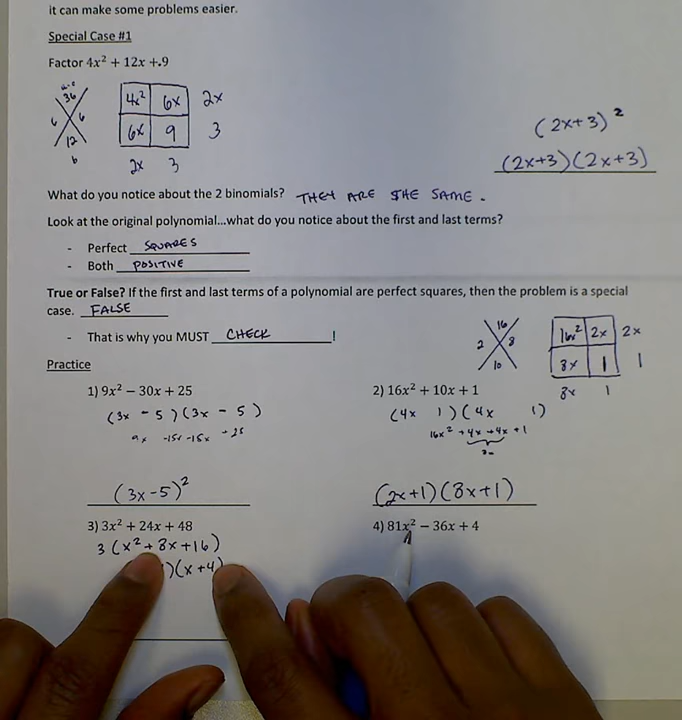 it can make some problems easier.
Special Case #1
Factor 4x² + 12x + 9
a·c
36
6 6
12
b
4x² 6x 2x
6x 9 3
2x 3
(2x+3)²
(2x+3)(2x+3)
What do you notice about the 2 binomials? THEY ARE THE SAME.
Look at the original polynomial...what do you notice about the first and last terms?
- Perfect SQUARES
- Both POSITIVE
True or False? If the first and last terms of a polynomial are perfect squares, then the problem is a special
case. FALSE
- That is why you MUST CHECK !
16
2 8
10
16x² 2x 2x
8x 1 1
8x 1
Practice
1) 9x² − 30x + 25
(3x - 5)(3x - 5)
9x -15x -15x +25
(3x-5)²
2) 16x² + 10x + 1
(4x 1)(4x 1)
16x² +4x +4x +1
(2x+1)(8x+1)
3) 3x² + 24x + 48
3(x² + 8x + 16)
)(x+4)
4) 81x² − 36x + 4